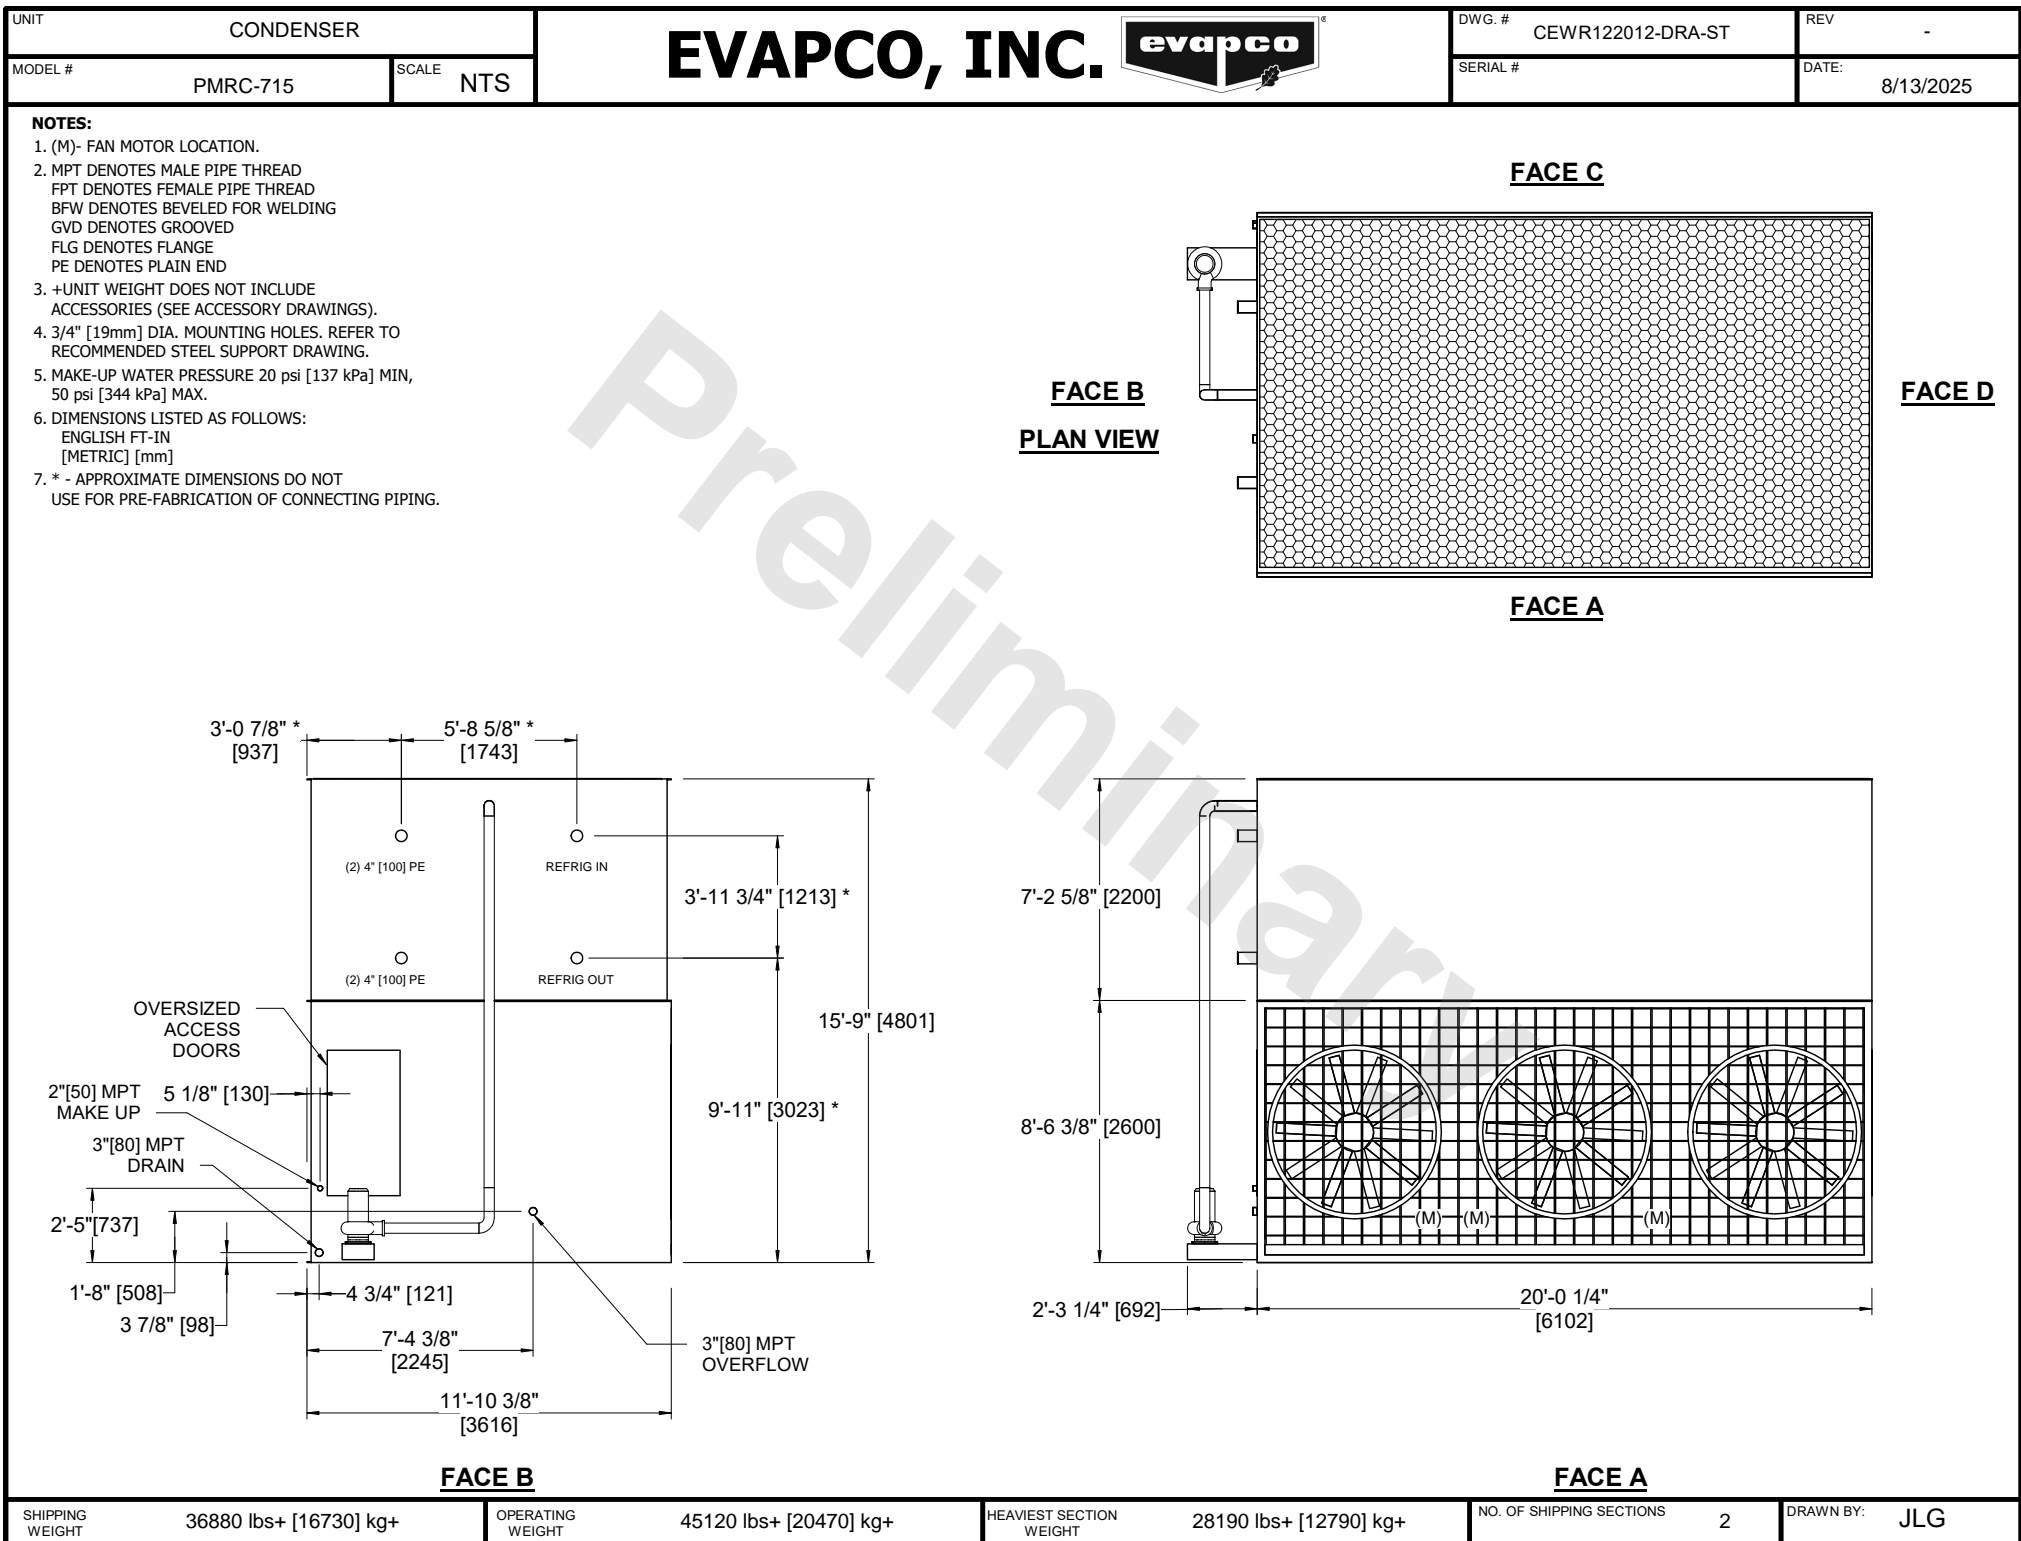 UNIT
CONDENSER
MODEL #
PMRC-715
SCALE
NTS
EVAPCO, INC.
evapco
®
DWG. #
CEWR122012-DRA-ST
REV
-
SERIAL #
DATE:
8/13/2025
NOTES:
1. (M)- FAN MOTOR LOCATION.
2. MPT DENOTES MALE PIPE THREAD
FPT DENOTES FEMALE PIPE THREAD
BFW DENOTES BEVELED FOR WELDING
GVD DENOTES GROOVED
FLG DENOTES FLANGE
PE DENOTES PLAIN END
3. +UNIT WEIGHT DOES NOT INCLUDE
ACCESSORIES (SEE ACCESSORY DRAWINGS).
4. 3/4" [19mm] DIA. MOUNTING HOLES. REFER TO
RECOMMENDED STEEL SUPPORT DRAWING.
5. MAKE-UP WATER PRESSURE 20 psi [137 kPa] MIN,
50 psi [344 kPa] MAX.
6. DIMENSIONS LISTED AS FOLLOWS:
ENGLISH FT-IN
[METRIC] [mm]
7. * - APPROXIMATE DIMENSIONS DO NOT
USE FOR PRE-FABRICATION OF CONNECTING PIPING.
Preliminary
FACE C
FACE B
FACE D
PLAN VIEW
FACE A
3'-0 7/8" *
[937]
5'-8 5/8" *
[1743]
(2) 4" [100] PE
REFRIG IN
3'-11 3/4" [1213] *
(2) 4" [100] PE
REFRIG OUT
OVERSIZED
ACCESS
DOORS
15'-9" [4801]
2"[50] MPT
MAKE UP
5 1/8" [130]
9'-11" [3023] *
3"[80] MPT
DRAIN
2'-5"[737]
1'-8" [508]
4 3/4" [121]
3 7/8" [98]
7'-4 3/8"
[2245]
3"[80] MPT
OVERFLOW
11'-10 3/8"
[3616]
FACE B
7'-2 5/8" [2200]
8'-6 3/8" [2600]
(M)
(M)
(M)
2'-3 1/4" [692]
20'-0 1/4"
[6102]
FACE A
SHIPPING
WEIGHT
36880 lbs+ [16730] kg+
OPERATING
WEIGHT
45120 lbs+ [20470] kg+
HEAVIEST SECTION
WEIGHT
28190 lbs+ [12790] kg+
NO. OF SHIPPING SECTIONS
2
DRAWN BY:
JLG